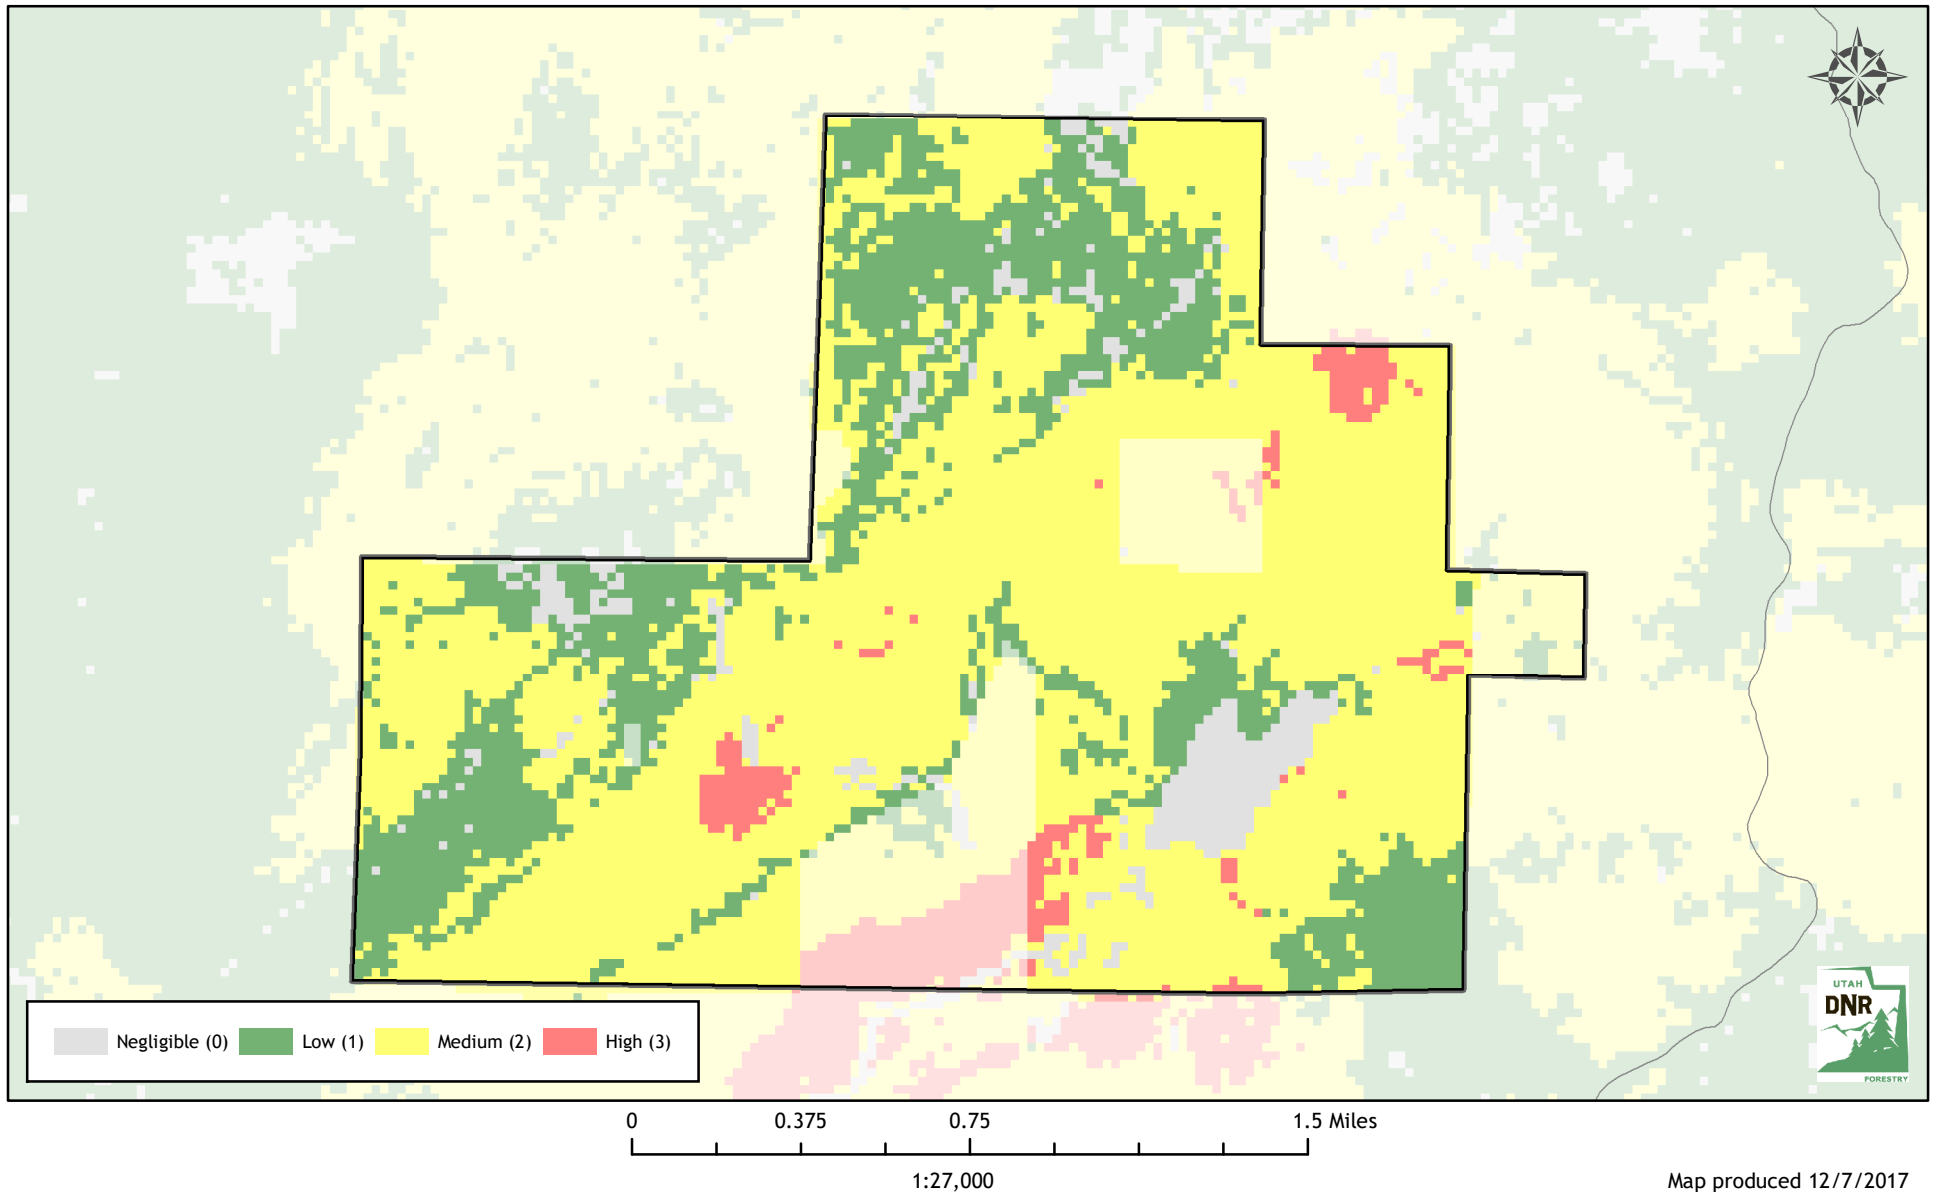 UTAH
DNR
FORESTRY
Negligible (0) Low (1) Medium (2) High (3)
0 0.375 0.75 1.5 Miles
1:27,000
Map produced 12/7/2017